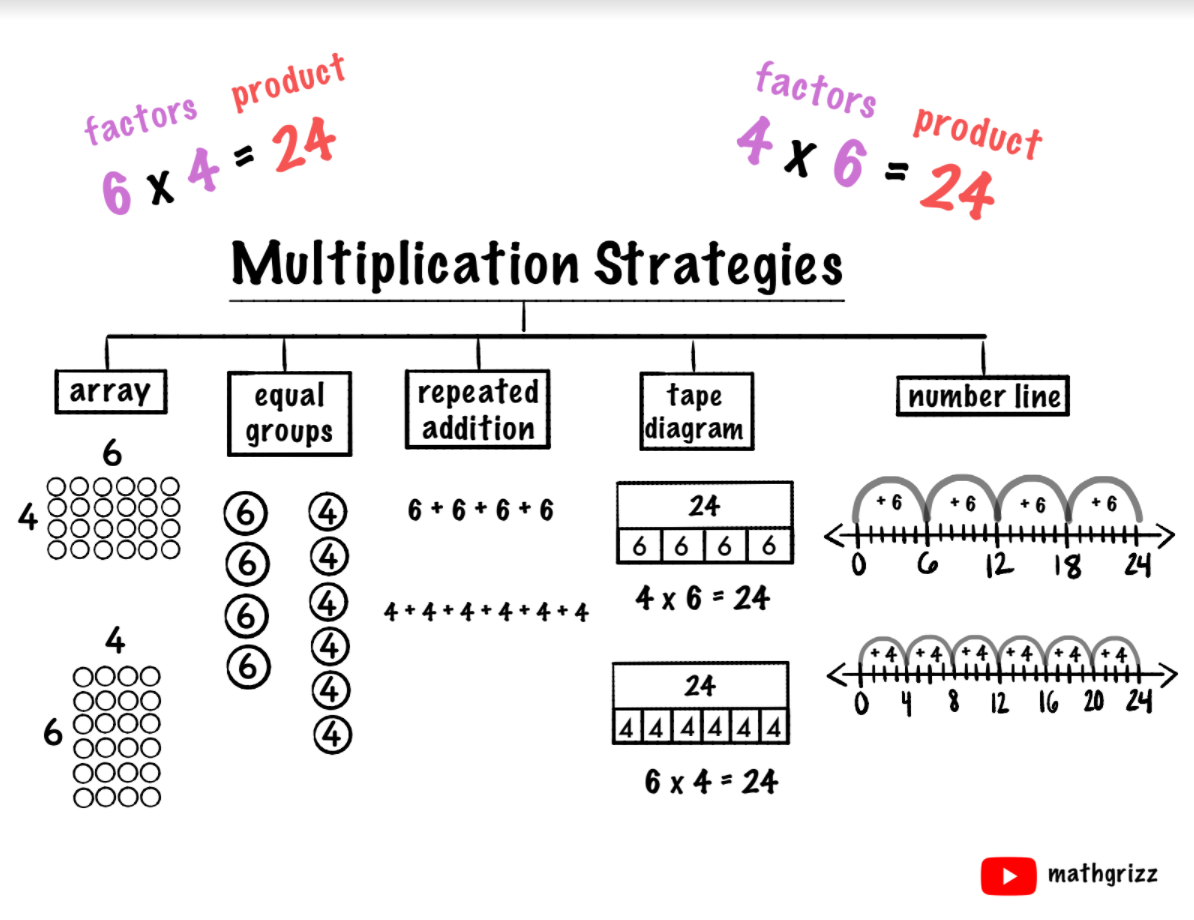 factors product
6 x 4 = 24
factors product
4 x 6 = 24
Multiplication Strategies
array
6
4
4
6
equal
groups
6 4
6 4
6 4
6 4
4
4
repeated
addition
6 + 6 + 6 + 6
4 + 4 + 4 + 4 + 4 + 4
tape
diagram
24
6 6 6 6
4 x 6 = 24
24
4 4 4 4 4 4
6 x 4 = 24
number line
+ 6 + 6 + 6 + 6
0 6 12 18 24
+ 4 + 4 + 4 + 4 + 4 + 4
0 4 8 12 16 20 24
mathgrizz